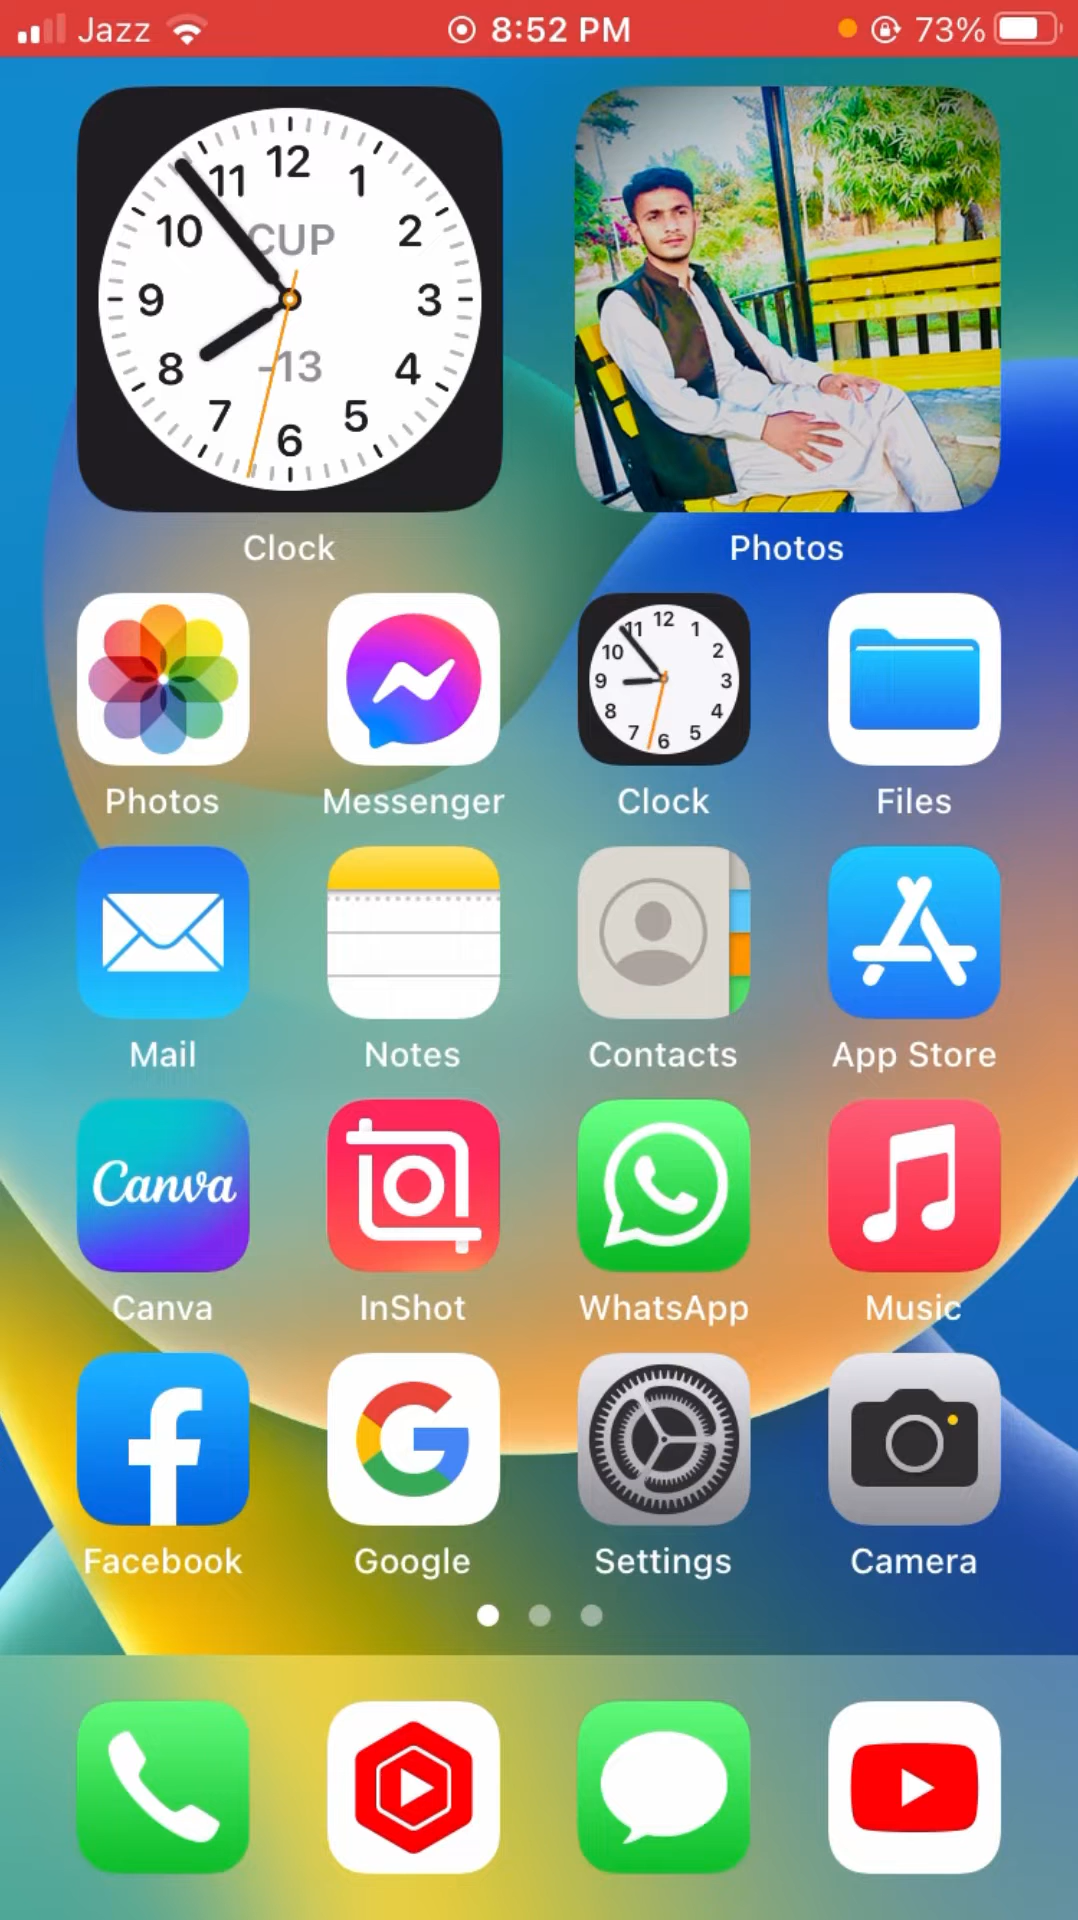 Jazz 8:52 PM 73%
12
11 1
10 CUP 2
9 3
8 -13 4
7 5
6
Clock Photos
12
11 1
10 2
9 3
8 4
7 5
6
Photos Messenger Clock Files
Mail Notes Contacts App Store
Canva
Canva InShot WhatsApp Music
Facebook Google Settings Camera